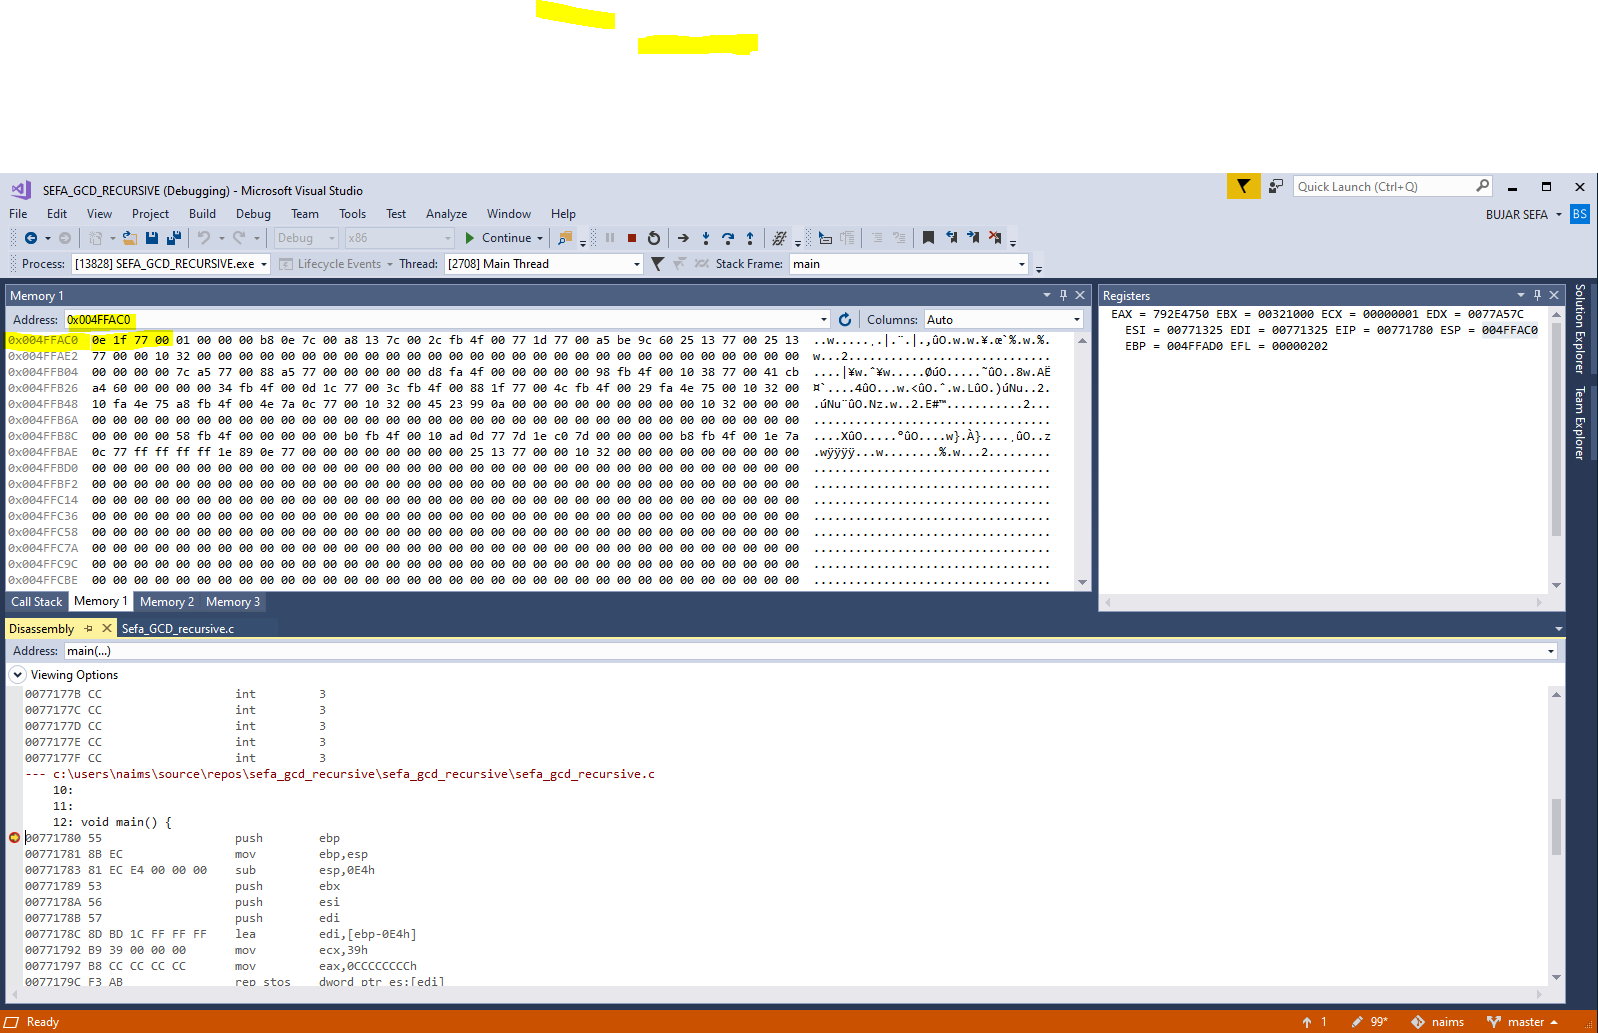 SEFA_GCD_RECURSIVE (Debugging) - Microsoft Visual Studio
Quick Launch (Ctrl+Q)
File Edit View Project Build Debug Team Tools Test Analyze Window Help
BUJAR SEFA BS
Debug x86 Continue
Process: [13828] SEFA_GCD_RECURSIVE.exe Lifecycle Events Thread: [2708] Main Thread Stack Frame: main
Memory 1
Address: 0x004FFAC0 Columns: Auto
0x004FFAC0 0e 1f 77 00 01 00 00 00 b8 0e 7c 00 a8 13 7c 00 2c fb 4f 00 77 1d 77 00 a5 be 9c 60 25 13 77 00 25 13 ..w.....¸.|.¨.|.,ûO.w.w.¥.œ`%.w.%.
0x004FFAE2 77 00 00 10 32 00 00 00 00 00 00 00 00 00 00 00 00 00 00 00 00 00 00 00 00 00 00 00 00 00 00 00 00 00 w...2.............................
0x004FFB04 00 00 00 00 7c a5 77 00 88 a5 77 00 00 00 00 00 d8 fa 4f 00 00 00 00 00 98 fb 4f 00 10 38 77 00 41 cb ....|¥w.ˆ¥w.....ØúO.....˜ûO..8w.AË
0x004FFB26 a4 60 00 00 00 00 34 fb 4f 00 0d 1c 77 00 3c fb 4f 00 88 1f 77 00 4c fb 4f 00 29 fa 4e 75 00 10 32 00 ¤`....4ûO...w.<ûO.ˆ.w.LûO.)úNu..2.
0x004FFB48 10 fa 4e 75 a8 fb 4f 00 4e 7a 0c 77 00 10 32 00 45 23 99 0a 00 00 00 00 00 00 00 00 00 10 32 00 00 00 .úNu¨ûO.Nz.w..2.E#™...........2...
0x004FFB6A 00 00 00 00 00 00 00 00 00 00 00 00 00 00 00 00 00 00 00 00 00 00 00 00 00 00 00 00 00 00 00 00 00 00 ..................................
0x004FFB8C 00 00 00 00 58 fb 4f 00 00 00 00 00 b0 fb 4f 00 10 ad 0d 77 7d 1e c0 7d 00 00 00 00 b8 fb 4f 00 1e 7a ....XûO.....°ûO....w}.À}....¸ûO..z
0x004FFBAE 0c 77 ff ff ff ff 1e 89 0e 77 00 00 00 00 00 00 00 00 25 13 77 00 00 10 32 00 00 00 00 00 00 00 00 00 .wÿÿÿÿ...w........%.w...2.........
0x004FFBD0 00 00 00 00 00 00 00 00 00 00 00 00 00 00 00 00 00 00 00 00 00 00 00 00 00 00 00 00 00 00 00 00 00 00 ..................................
0x004FFBF2 00 00 00 00 00 00 00 00 00 00 00 00 00 00 00 00 00 00 00 00 00 00 00 00 00 00 00 00 00 00 00 00 00 00 ..................................
0x004FFC14 00 00 00 00 00 00 00 00 00 00 00 00 00 00 00 00 00 00 00 00 00 00 00 00 00 00 00 00 00 00 00 00 00 00 ..................................
0x004FFC36 00 00 00 00 00 00 00 00 00 00 00 00 00 00 00 00 00 00 00 00 00 00 00 00 00 00 00 00 00 00 00 00 00 00 ..................................
0x004FFC58 00 00 00 00 00 00 00 00 00 00 00 00 00 00 00 00 00 00 00 00 00 00 00 00 00 00 00 00 00 00 00 00 00 00 ..................................
0x004FFC7A 00 00 00 00 00 00 00 00 00 00 00 00 00 00 00 00 00 00 00 00 00 00 00 00 00 00 00 00 00 00 00 00 00 00 ..................................
0x004FFC9C 00 00 00 00 00 00 00 00 00 00 00 00 00 00 00 00 00 00 00 00 00 00 00 00 00 00 00 00 00 00 00 00 00 00 ..................................
0x004FFCBE 00 00 00 00 00 00 00 00 00 00 00 00 00 00 00 00 00 00 00 00 00 00 00 00 00 00 00 00 00 00 00 00 00 00 ..................................
Call Stack Memory 1 Memory 2 Memory 3
Registers
EAX = 792E4750 EBX = 00321000 ECX = 00000001 EDX = 0077A57C
ESI = 00771325 EDI = 00771325 EIP = 00771780 ESP = 004FFAC0
EBP = 004FFAD0 EFL = 00000202
Solution Explorer
Team Explorer
Disassembly Sefa_GCD_recursive.c
Address: main(...)
Viewing Options
0077177B CC int 3
0077177C CC int 3
0077177D CC int 3
0077177E CC int 3
0077177F CC int 3
--- c:\users\naims\source\repos\sefa_gcd_recursive\sefa_gcd_recursive\sefa_gcd_recursive.c
10:
11:
12: void main() {
00771780 55 push ebp
00771781 8B EC mov ebp,esp
00771783 81 EC E4 00 00 00 sub esp,0E4h
00771789 53 push ebx
0077178A 56 push esi
0077178B 57 push edi
0077178C 8D BD 1C FF FF FF lea edi,[ebp-0E4h]
00771792 B9 39 00 00 00 mov ecx,39h
00771797 B8 CC CC CC CC mov eax,0CCCCCCCCh
0077179C F3 AB rep stos dword ptr es:[edi]
Ready 1 99* naims master